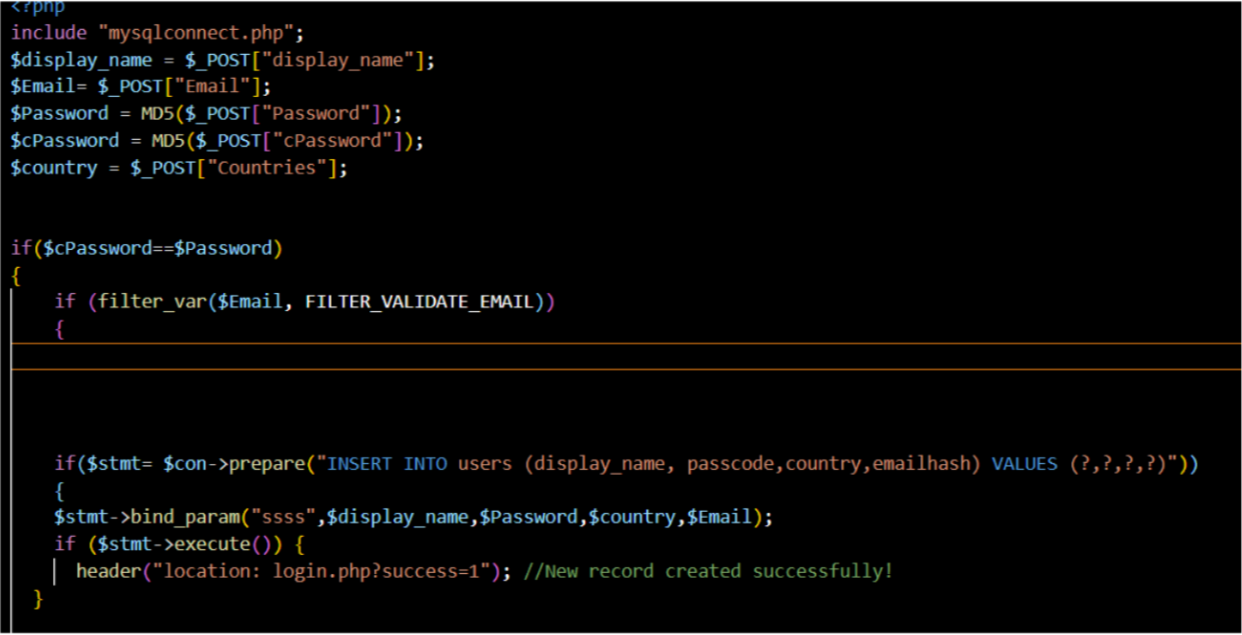 <?php
include "mysqlconnect.php";
$display_name = $_POST["display_name"];
$Email= $_POST["Email"];
$Password = MD5($_POST["Password"]);
$cPassword = MD5($_POST["cPassword"]);
$country = $_POST["Countries"];
if($cPassword==$Password)
{
if (filter_var($Email, FILTER_VALIDATE_EMAIL))
{
if($stmt= $con->prepare("INSERT INTO users (display_name, passcode,country,emailhash) VALUES (?,?,?,?)"))
{
$stmt->bind_param("ssss",$display_name,$Password,$country,$Email);
if ($stmt->execute()) {
header("location: login.php?success=1"); //New record created successfully!
}